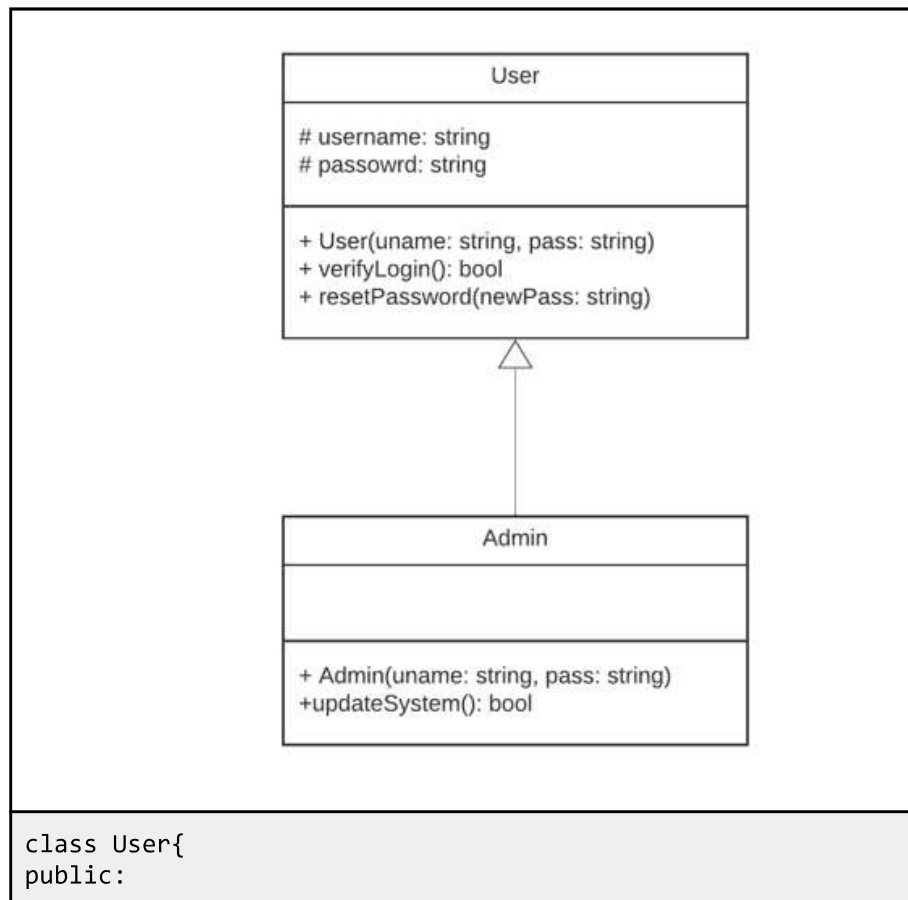 User
# username: string
# passowrd: string
+ User(uname: string, pass: string)
+ verifyLogin(): bool
+ resetPassword(newPass: string)
Admin
+ Admin(uname: string, pass: string)
+updateSystem(): bool
class User{
public: